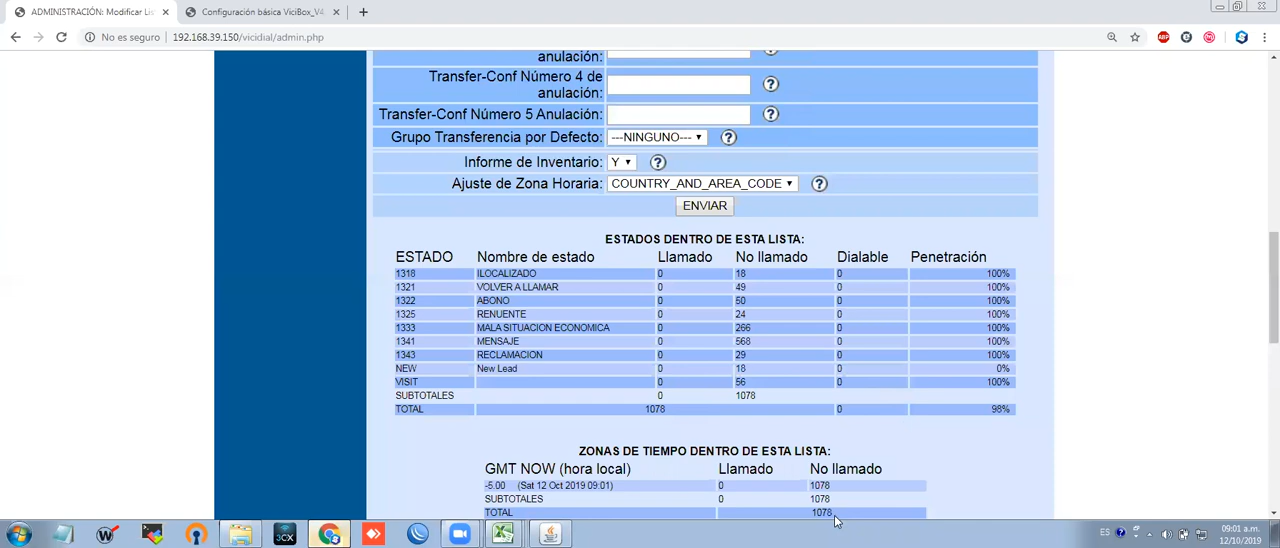 ADMINISTRACIÓN: Modificar Lis
Configuración básica ViciBox_V4
No es seguro
192.168.39.150/vicidial/admin.php
anulación:
Transfer-Conf Número 4 de
anulación:
Transfer-Conf Número 5 Anulación:
Grupo Transferencia por Defecto: ---NINGUNO---
Informe de Inventario: Y
Ajuste de Zona Horaria: COUNTRY_AND_AREA_CODE
ENVIAR
ESTADOS DENTRO DE ESTA LISTA:
ESTADO Nombre de estado Llamado No llamado Dialable Penetración
1318 ILOCALIZADO 0 18 0 100%
1321 VOLVER A LLAMAR 0 49 0 100%
1322 ABONO 0 50 0 100%
1325 RENUENTE 0 24 0 100%
1333 MALA SITUACION ECONOMICA 0 266 0 100%
1341 MENSAJE 0 568 0 100%
1343 RECLAMACION 0 29 0 100%
NEW New Lead 0 18 0 0%
VISIT 0 56 0 100%
SUBTOTALES 0 1078
TOTAL 1078 0 98%
ZONAS DE TIEMPO DENTRO DE ESTA LISTA:
GMT NOW (hora local) Llamado No llamado
-5.00 (Sat 12 Oct 2019 09:01) 0 1078
SUBTOTALES 0 1078
TOTAL 1078
3CX
ES
09:01 a.m.
12/10/2019